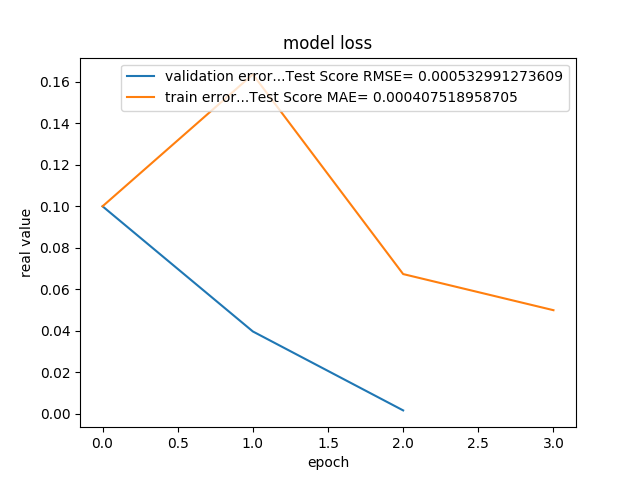 model loss
validation error...Test Score RMSE= 0.000532991273609
train error...Test Score MAE= 0.000407518958705
real value
0.16
0.14
0.12
0.10
0.08
0.06
0.04
0.02
0.00
0.0 0.5 1.0 1.5 2.0 2.5 3.0
epoch